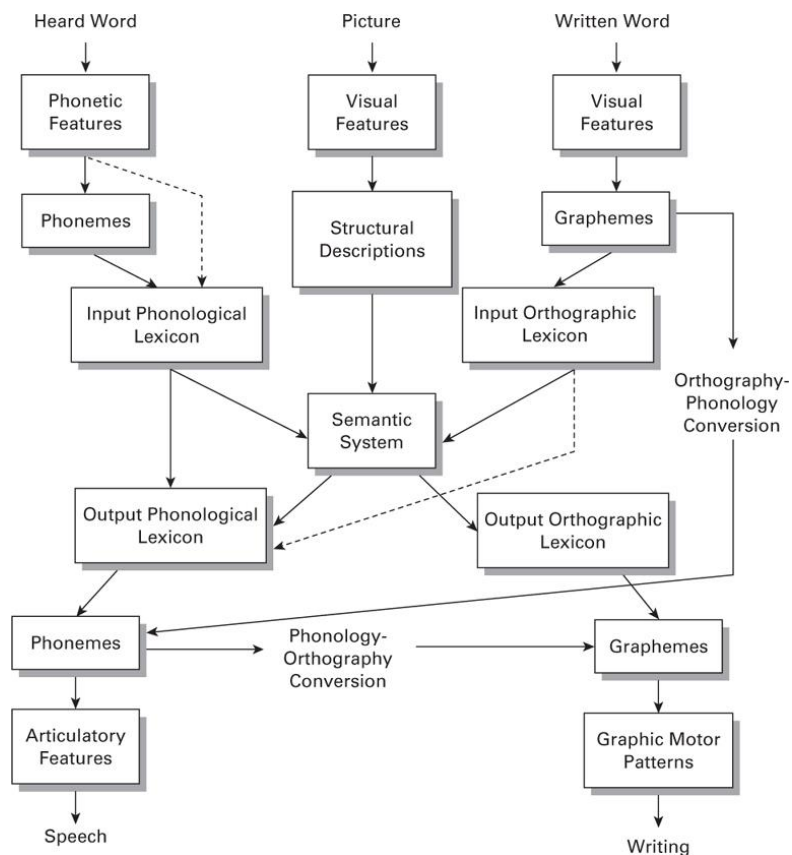 Heard Word
Picture
Written Word
Phonetic
Features
Visual
Features
Visual
Features
Phonemes
Structural
Descriptions
Graphemes
Input Phonological
Lexicon
Input Orthographic
Lexicon
Orthography-
Phonology
Conversion
Semantic
System
Output Phonological
Lexicon
Output Orthographic
Lexicon
Phonemes
Phonology-
Orthography
Conversion
Graphemes
Articulatory
Features
Graphic Motor
Patterns
Speech
Writing